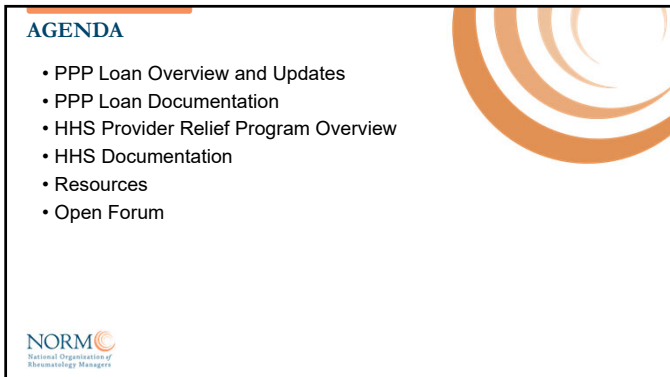 AGENDA
• PPP Loan Overview and Updates
• PPP Loan Documentation
• HHS Provider Relief Program Overview
• HHS Documentation
• Resources
• Open Forum
NORM
National Organization of
Rheumatology Managers